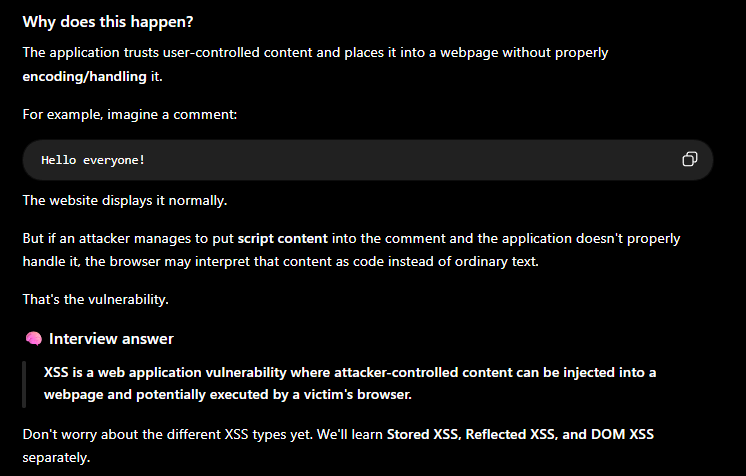 Why does this happen?
The application trusts user-controlled content and places it into a webpage without properly
encoding/handling it.
For example, imagine a comment:
Hello everyone!
The website displays it normally.
But if an attacker manages to put script content into the comment and the application doesn't properly
handle it, the browser may interpret that content as code instead of ordinary text.
That's the vulnerability.
🧠 Interview answer
XSS is a web application vulnerability where attacker-controlled content can be injected into a
webpage and potentially executed by a victim's browser.
Don't worry about the different XSS types yet. We'll learn Stored XSS, Reflected XSS, and DOM XSS
separately.